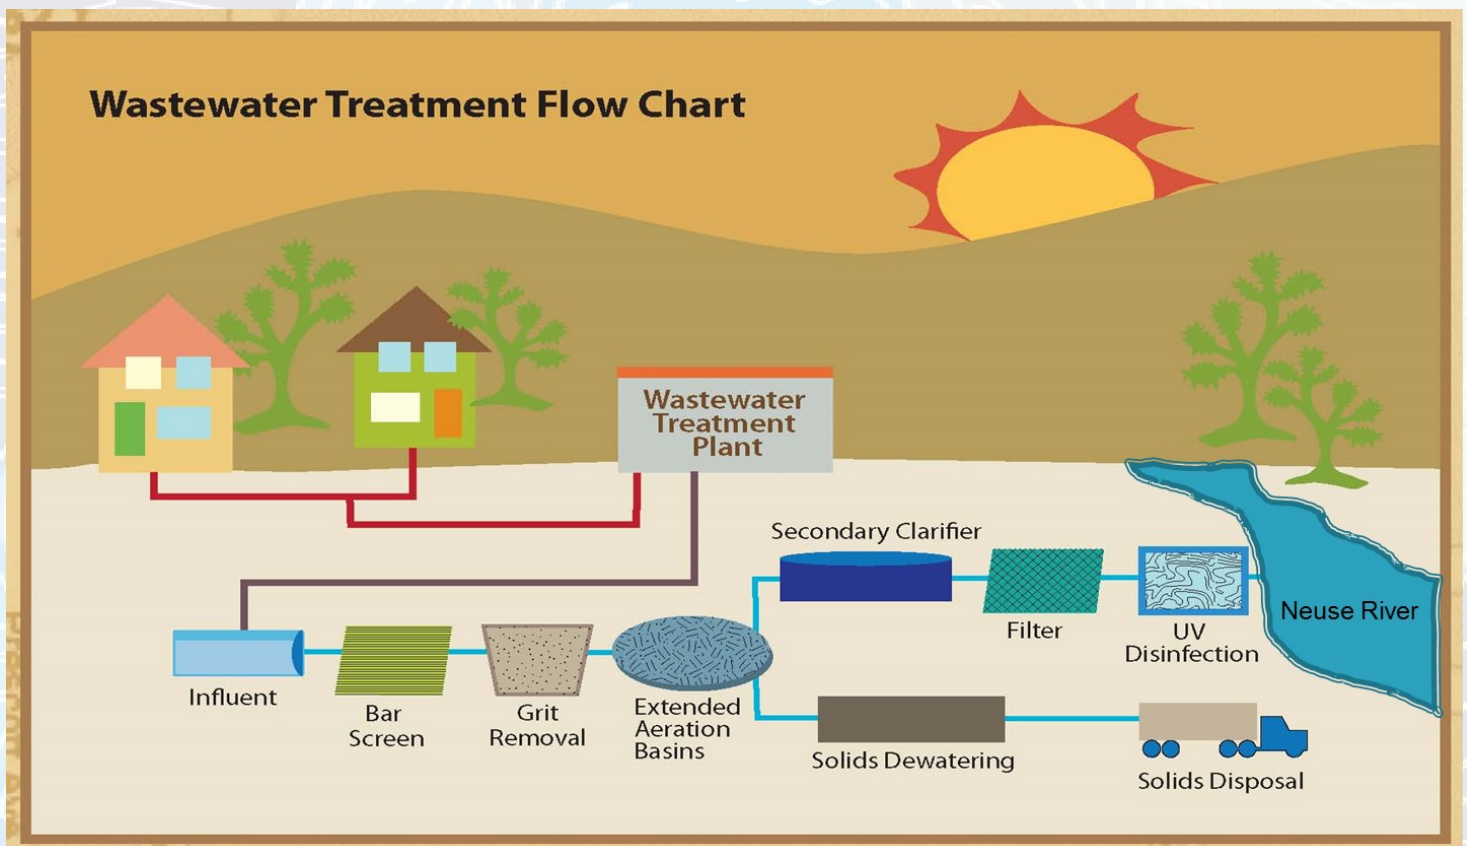 Wastewater Treatment Flow Chart
Wastewater
Treatment
Plant
Secondary Clarifier
Filter
UV
Disinfection
Neuse River
Influent
Bar
Screen
Grit
Removal
Extended
Aeration
Basins
Solids Dewatering
Solids Disposal